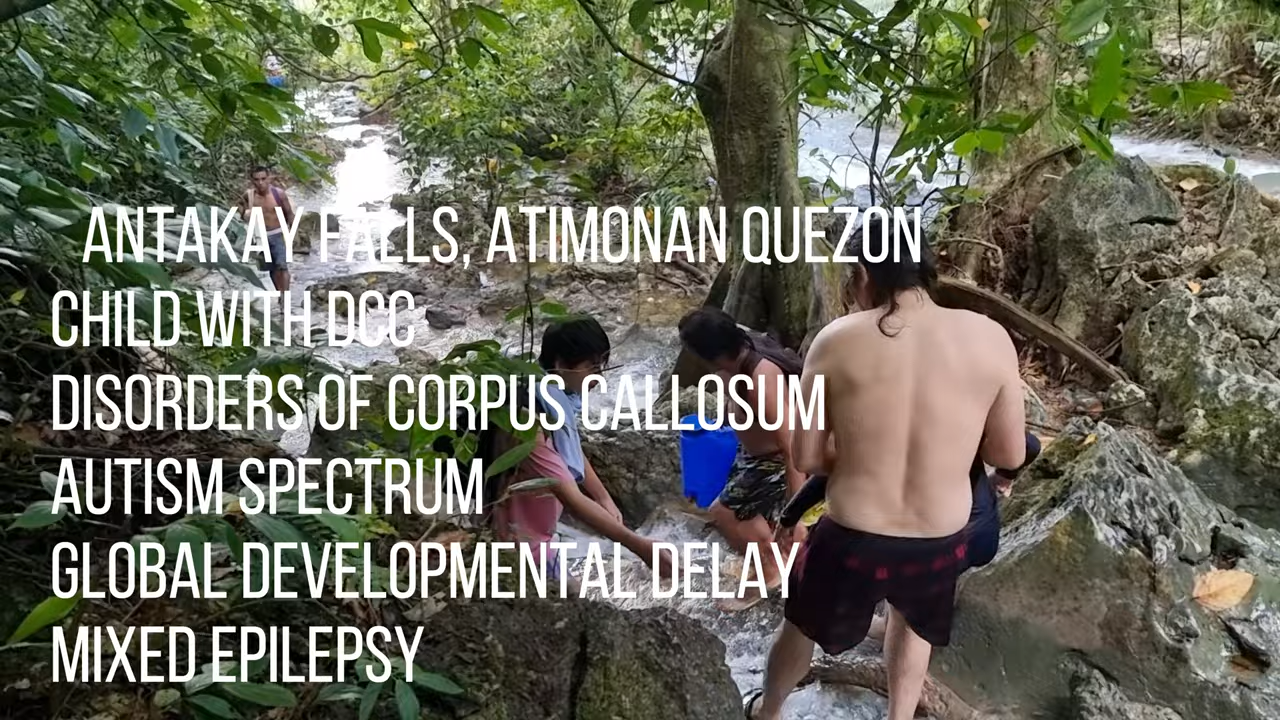 ANTAKAY FALLS, ATIMONAN QUEZON
CHILD WITH DCC
DISORDERS OF CORPUS CALLOSUM
AUTISM SPECTRUM
GLOBAL DEVELOPMENTAL DELAY
MIXED EPILEPSY